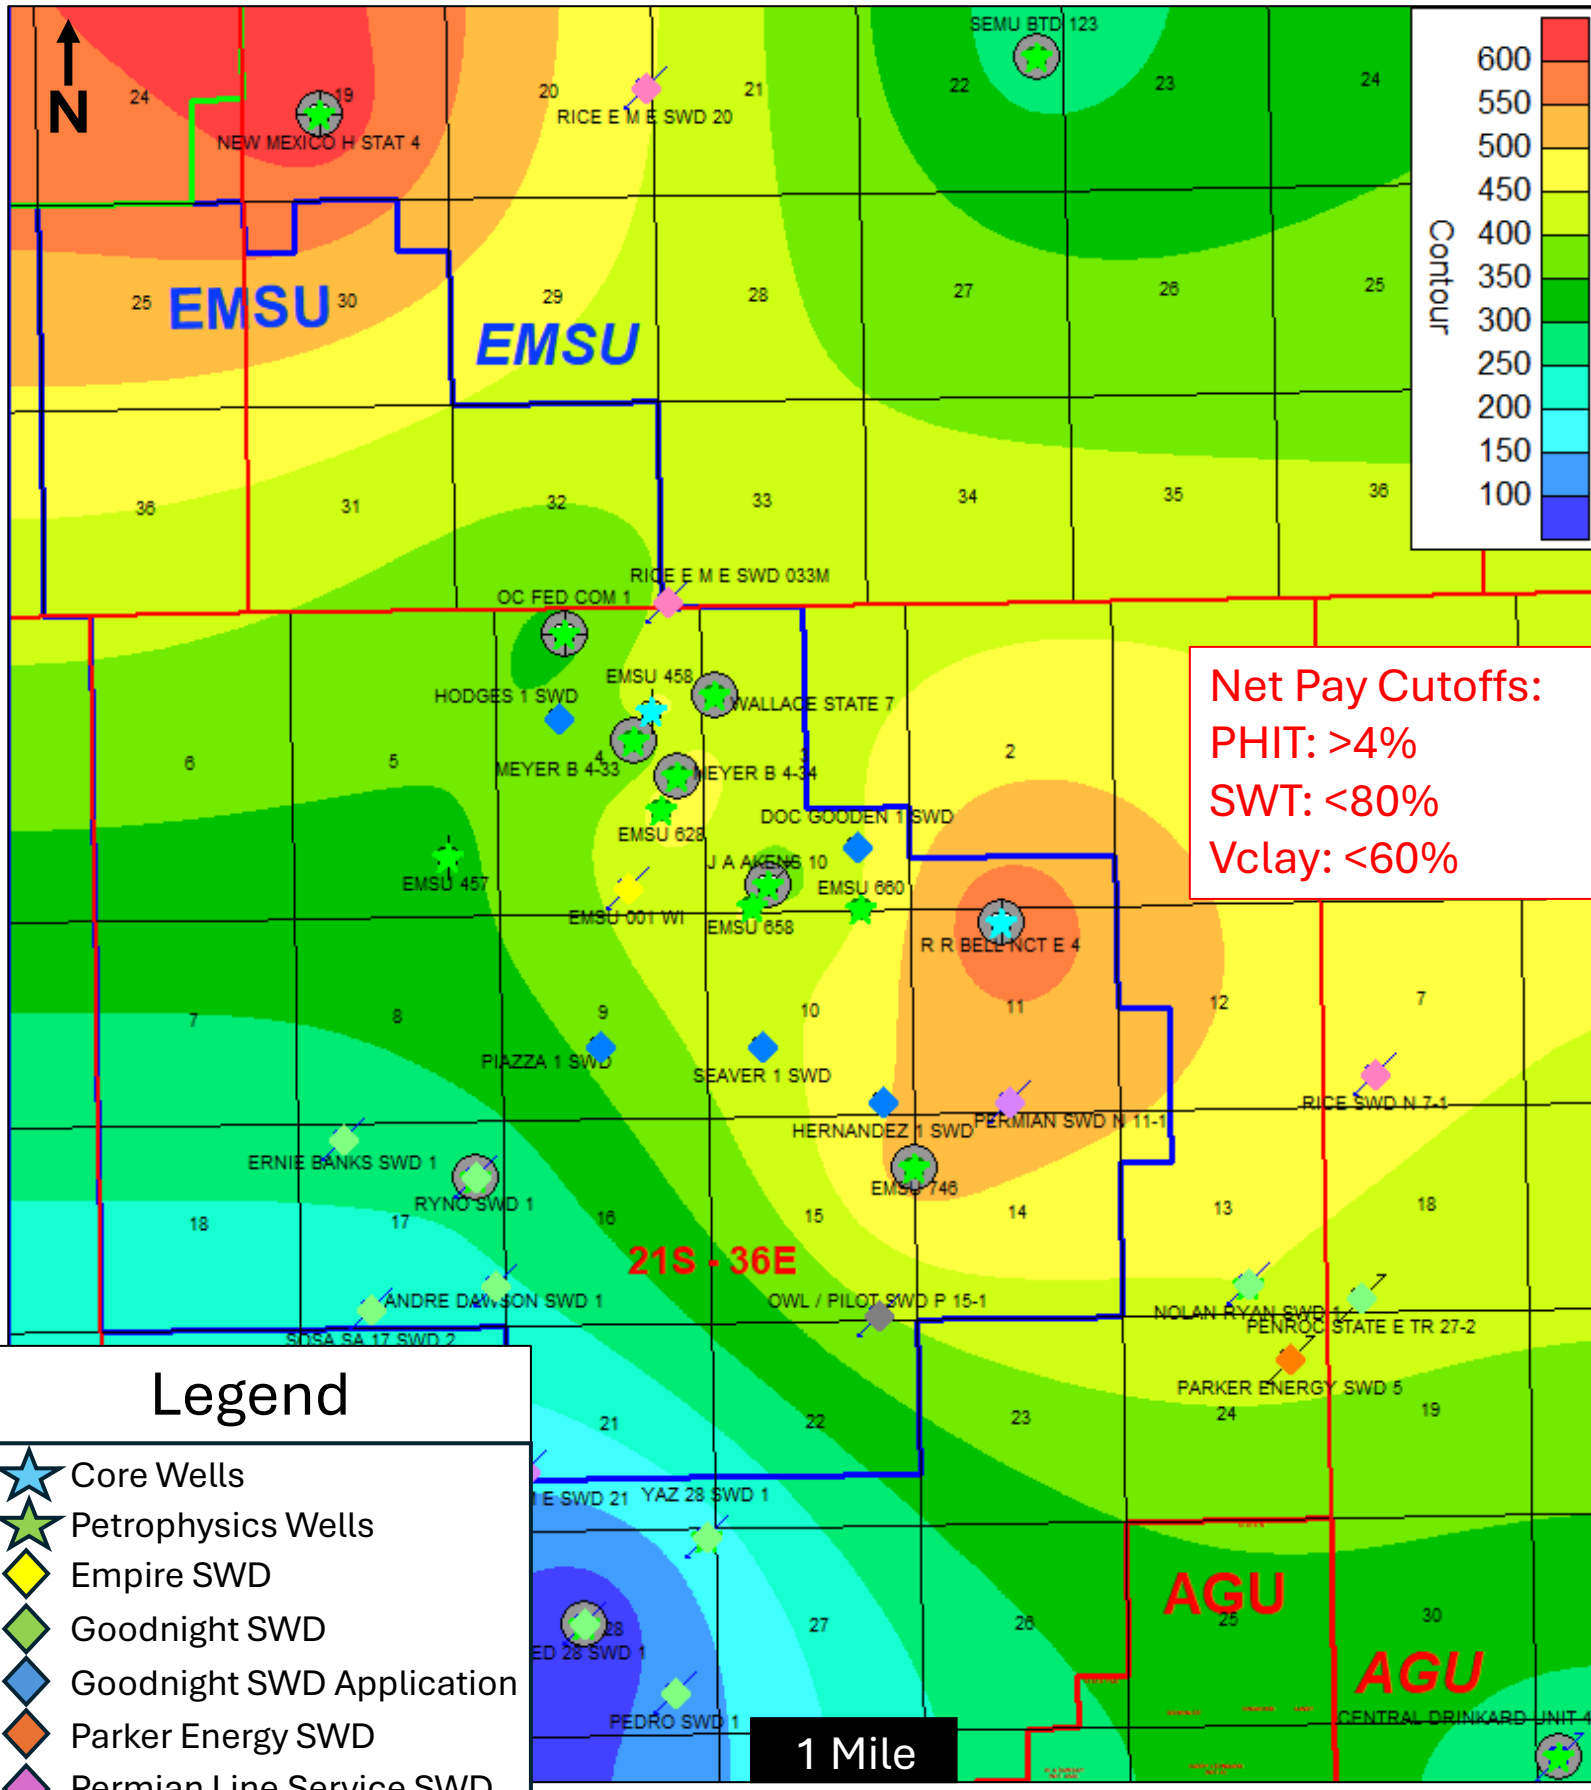 SEMU BTD 123
600
24
19
20
21
22
23
24
550
N
RICE E M E SWD 20
NEW MEXICO H STAT 4
500
450
Contour
400
350
300
250
200
150
100
25
EMSU
30
29
28
27
26
25
EMSU
36
31
32
33
34
35
36
RICE E M E SWD 033M
OC FED COM 1
EMSU 458
HODGES 1 SWD
WALLACE STATE 7
Net Pay Cutoffs:
PHIT: >4%
SWT: <80%
Vclay: <60%
6
5
4
3
2
MEYER B 4-33
MEYER B 4-34
DOC GOODEN 1 SWD
EMSU 628
J A AKENS 10
EMSU 457
EMSU 660
EMSU 001 WI
EMSU 658
R R BELL NCT E 4
7
8
9
10
11
12
7
PIAZZA 1 SWD
SEAVER 1 SWD
RICE SWD N 7-1
HERNANDEZ 1 SWD
PERMIAN SWD N 11-1
ERNIE BANKS SWD 1
EMSU 746
RYNO SWD 1
18
17
16
15
14
13
18
21S - 36E
ANDRE DAWSON SWD 1
OWL / PILOT SWD P 15-1
NOLAN RYAN SWD 1
PENROC STATE E TR 27-2
SOSA SA 17 SWD 2
PARKER ENERGY SWD 5
21
22
23
24
19
E SWD 21
YAZ 28 SWD 1
AGU
28
27
26
25
30
ED 28 SWD 1
AGU
PEDRO SWD 1
CENTRAL DRINKARD UNIT 4
1 Mile
Legend
Core Wells
Petrophysics Wells
Empire SWD
Goodnight SWD
Goodnight SWD Application
Parker Energy SWD
Permian Line Service SWD